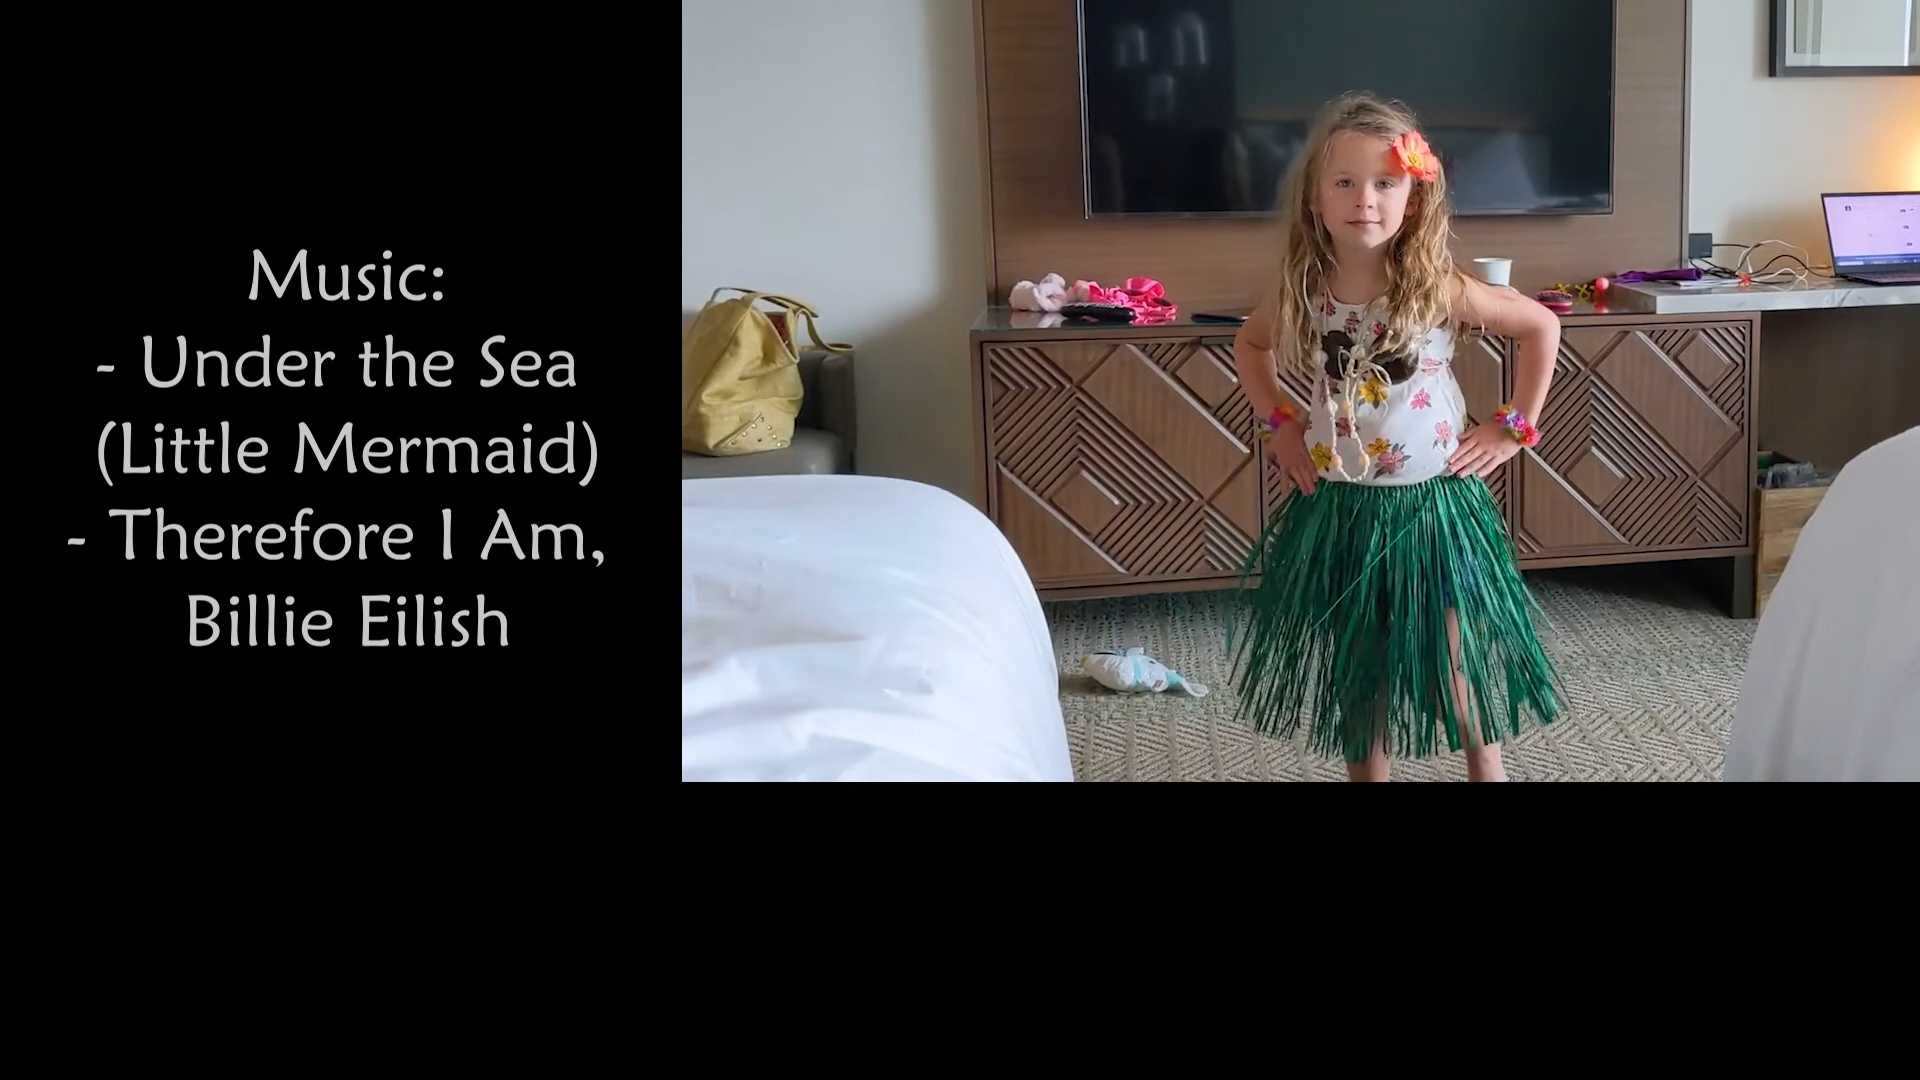 Music:
- Under the Sea
(Little Mermaid)
- Therefore I Am,
Billie Eilish